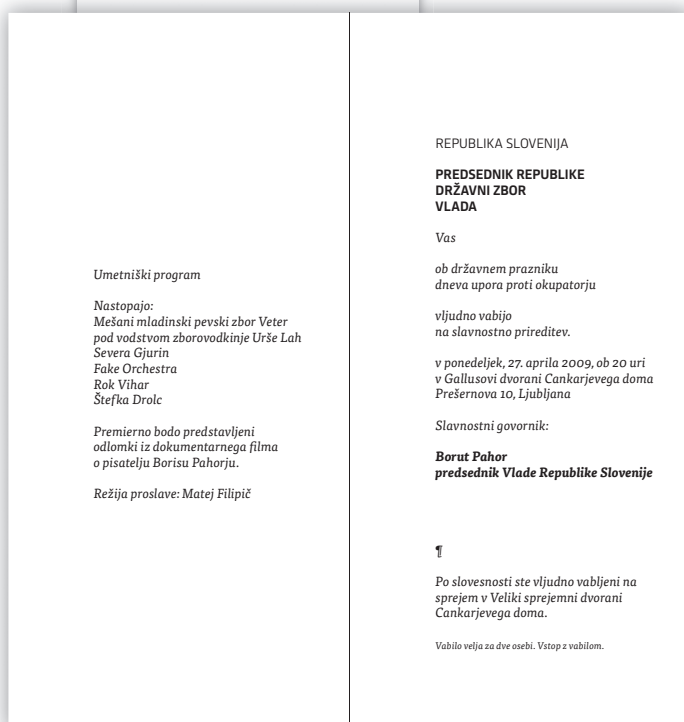 Umetniški program
Nastopajo:
Mešani mladinski pevski zbor Veter
pod vodstvom zborovodkinje Urše Lah
Severa Gjurin
Fake Orchestra
Rok Vihar
Štefka Drolc
Premierno bodo predstavljeni
odlomki iz dokumentarnega filma
o pisatelju Borisu Pahorju.
Režija proslave: Matej Filipič
REPUBLIKA SLOVENIJA
PREDSEDNIK REPUBLIKE
DRŽAVNI ZBOR
VLADA
Vas
ob državnem prazniku
dneva upora proti okupatorju
vljudno vabijo
na slavnostno prireditev.
v ponedeljek, 27. aprila 2009, ob 20 uri
v Gallusovi dvorani Cankarjevega doma
Prešernova 10, Ljubljana
Slavnostni govornik:
Borut Pahor
predsednik Vlade Republike Slovenije
¶
Po slovesnosti ste vljudno vabljeni na
sprejem v Veliki sprejemni dvorani
Cankarjevega doma.
Vabilo velja za dve osebi. Vstop z vabilom.